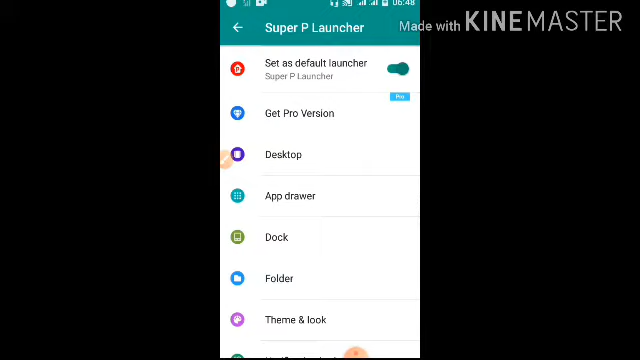 06:48
Super P Launcher
Made with KINEMASTER
Set as default launcher
Super P Launcher
Pro
Get Pro Version
Desktop
App drawer
Dock
Folder
Theme & look